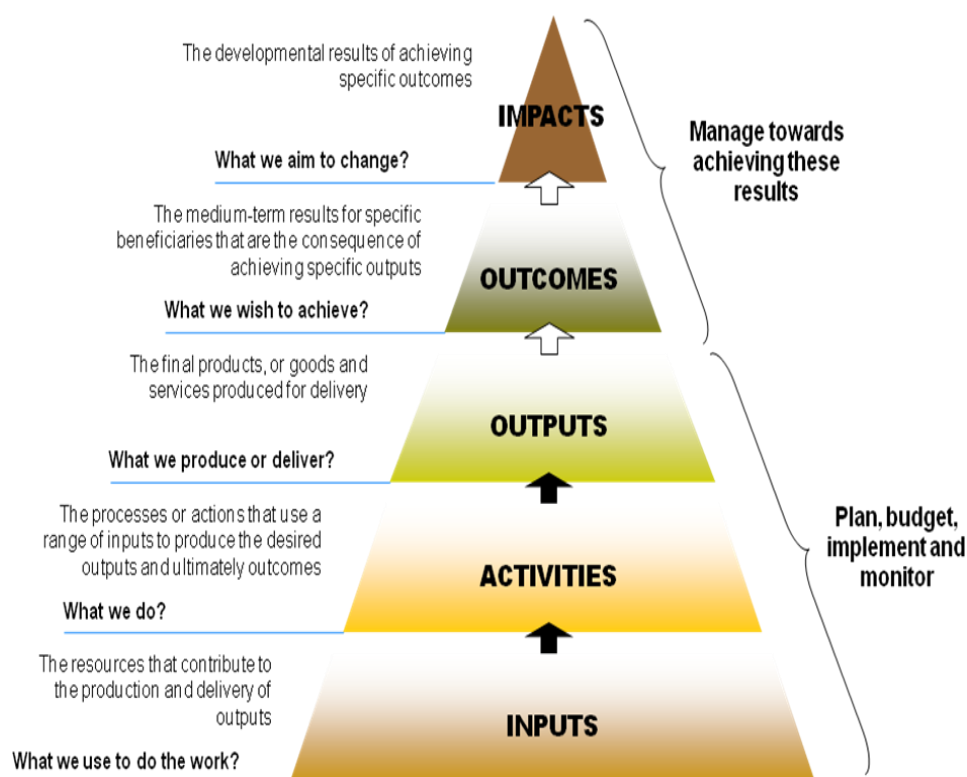 The developmental results of achieving
specific outcomes
IMPACTS
What we aim to change?
Manage towards
achieving these
results
The medium-term results for specific
beneficiaries that are the consequence of
achieving specific outputs
OUTCOMES
What we wish to achieve?
The final products, or goods and
services produced for delivery
OUTPUTS
What we produce or deliver?
The processes or actions that use a
range of inputs to produce the desired
outputs and ultimately outcomes
ACTIVITIES
What we do?
Plan, budget,
implement and
monitor
The resources that contribute to
the production and delivery of
outputs
INPUTS
What we use to do the work?